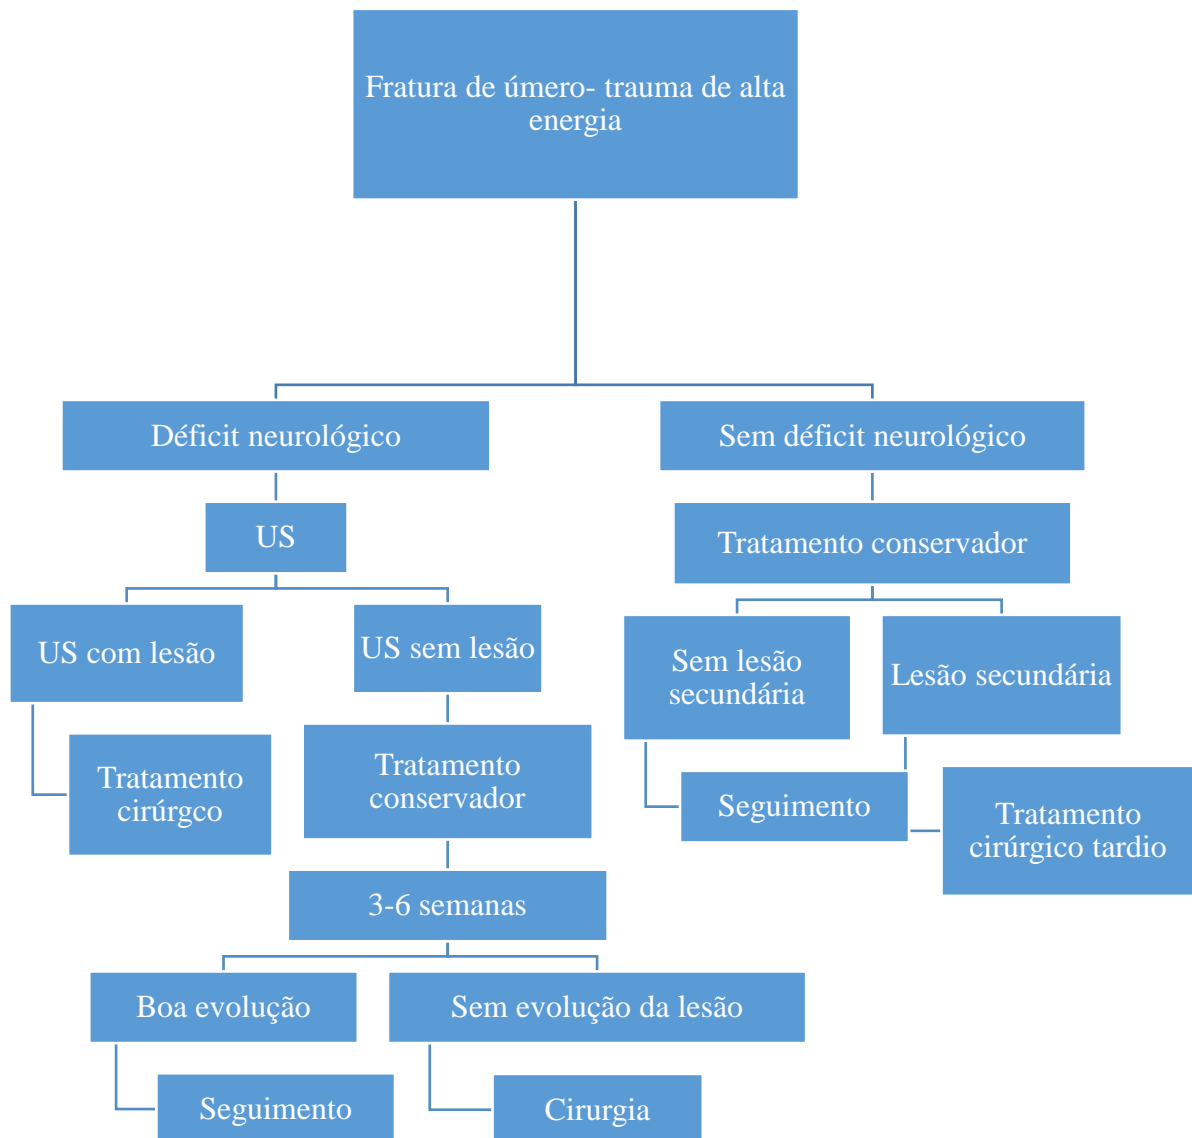 Fratura de úmero- trauma de alta
energia
Déficit neurológico
Sem déficit neurológico
US
Tratamento conservador
US com lesão
US sem lesão
Sem lesão
secundária
Lesão secundária
Tratamento
cirúrgco
Tratamento
conservador
Seguimento
Tratamento
cirúrgico tardio
3-6 semanas
Boa evolução
Sem evolução da lesão
Seguimento
Cirurgia